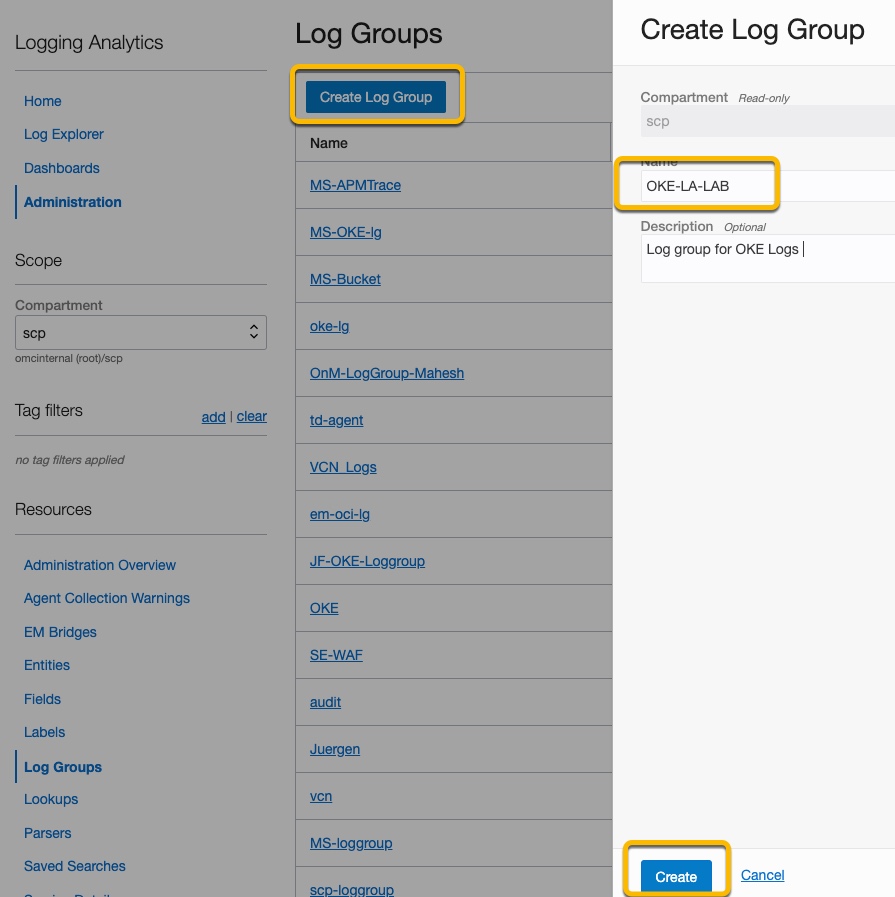 Logging Analytics
Home
Log Explorer
Dashboards
Administration
Scope
Compartment
scp
omcinternal (root)/scp
Tag filters
add | clear
no tag filters applied
Resources
Administration Overview
Agent Collection Warnings
EM Bridges
Entities
Fields
Labels
Log Groups
Lookups
Parsers
Saved Searches
Log Groups
Create Log Group
Name
MS-APMTrace
MS-OKE-lg
MS-Bucket
oke-lg
OnM-LogGroup-Mahesh
td-agent
VCN_Logs
em-oci-lg
JF-OKE-Loggroup
OKE
SE-WAF
audit
Juergen
vcn
MS-loggroup
scp-loggroup
Create Log Group
Compartment Read-only
scp
Name
OKE-LA-LAB
Description Optional
Log group for OKE Logs
Create Cancel